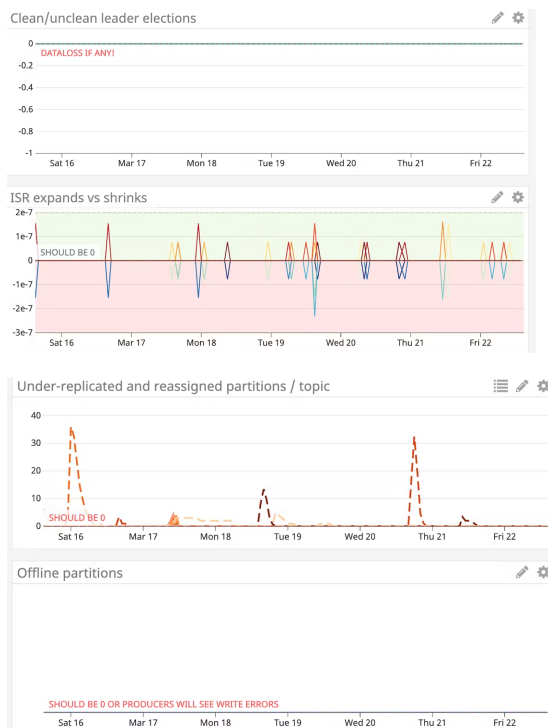 Clean/unclean leader elections
0
DATALOSS IF ANY!
-0.2
-0.4
-0.6
-0.8
-1
Sat 16 Mar 17 Mon 18 Tue 19 Wed 20 Thu 21 Fri 22
ISR expands vs shrinks
2e-7
1e-7
SHOULD BE 0
0
-1e-7
-2e-7
-3e-7
Sat 16 Mar 17 Mon 18 Tue 19 Wed 20 Thu 21 Fri 22
Under-replicated and reassigned partitions / topic
40
30
20
10
SHOULD BE 0
0
Sat 16 Mar 17 Mon 18 Tue 19 Wed 20 Thu 21 Fri 22
Offline partitions
SHOULD BE 0 OR PRODUCERS WILL SEE WRITE ERRORS
Sat 16 Mar 17 Mon 18 Tue 19 Wed 20 Thu 21 Fri 22